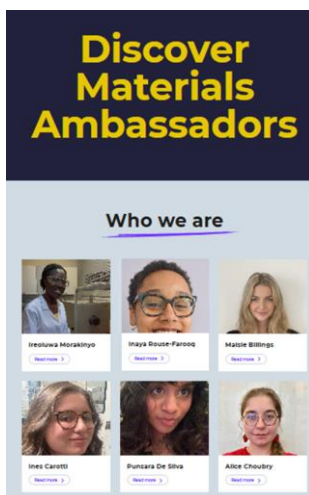 Discover
Materials
Ambassadors
Who we are
Ireoluwa Morakinyo
Inaya Rouse-Farooq
Maisie Billings
Read more >
Read more >
Read more >
Ines Carotti
Punsara De Silva
Alice Choubry
Read more >
Read more >
Read more >